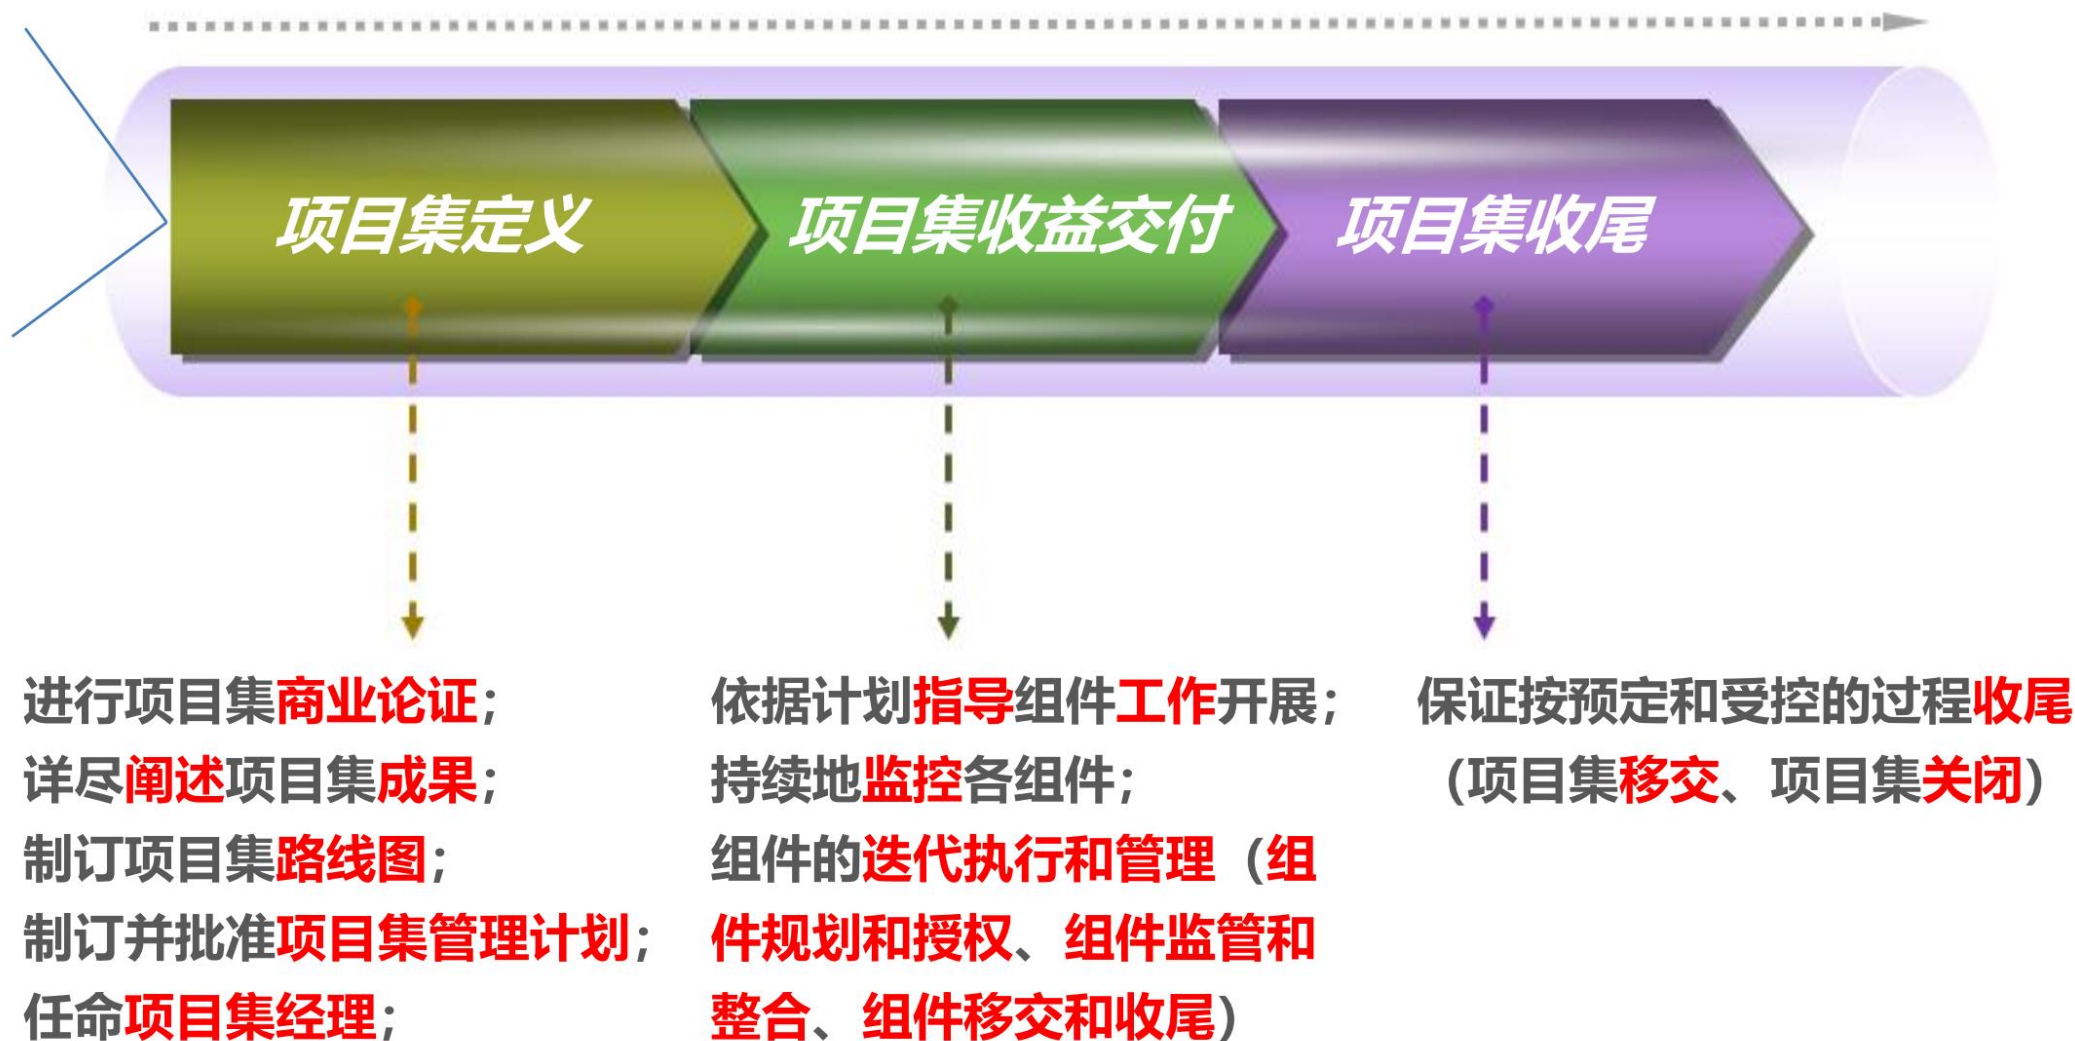 项目集定义
项目集收益交付
项目集收尾
进行项目集商业论证；
详尽阐述项目集成果；
制订项目集路线图；
制订并批准项目集管理计划；
任命项目集经理；
依据计划指导组件工作开展；
持续地监控各组件；
组件的迭代执行和管理（组
件规划和授权、组件监管和
整合、组件移交和收尾）
保证按预定和受控的过程收尾
（项目集移交、项目集关闭）